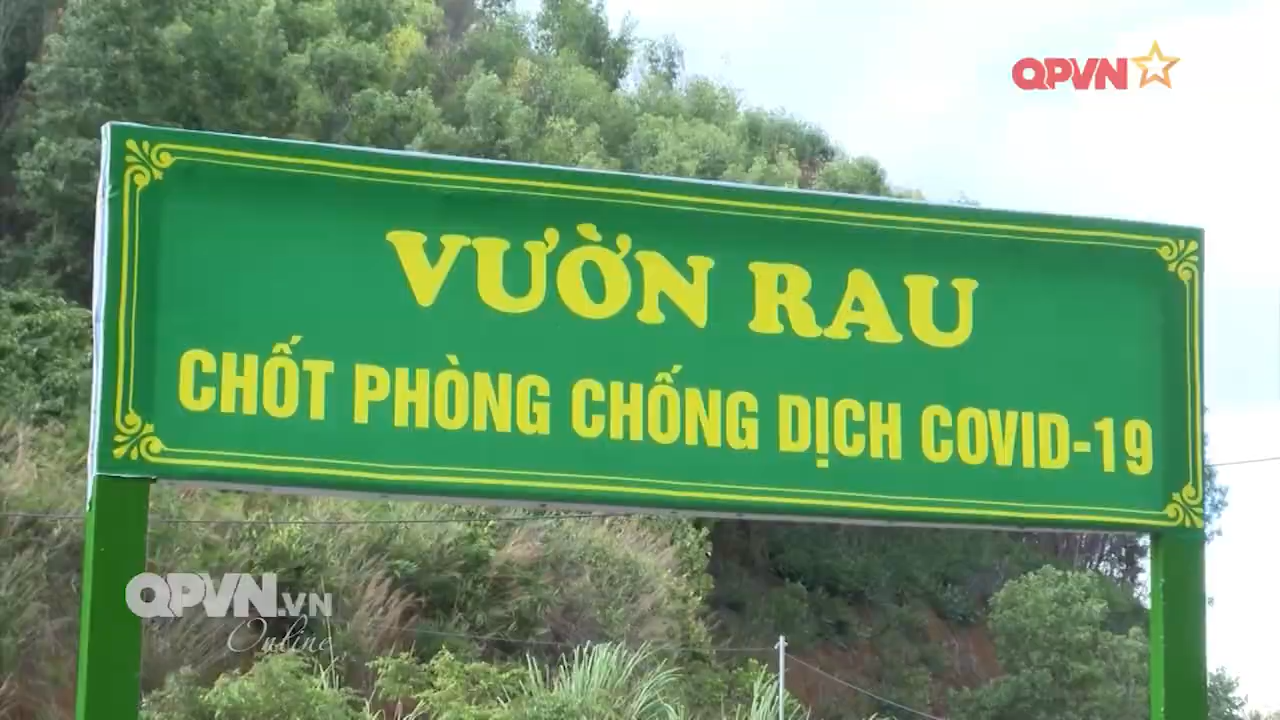 QPVN
VƯỜN RAU
CHỐT PHÒNG CHỐNG DỊCH COVID-19
QPVN.VN
Online